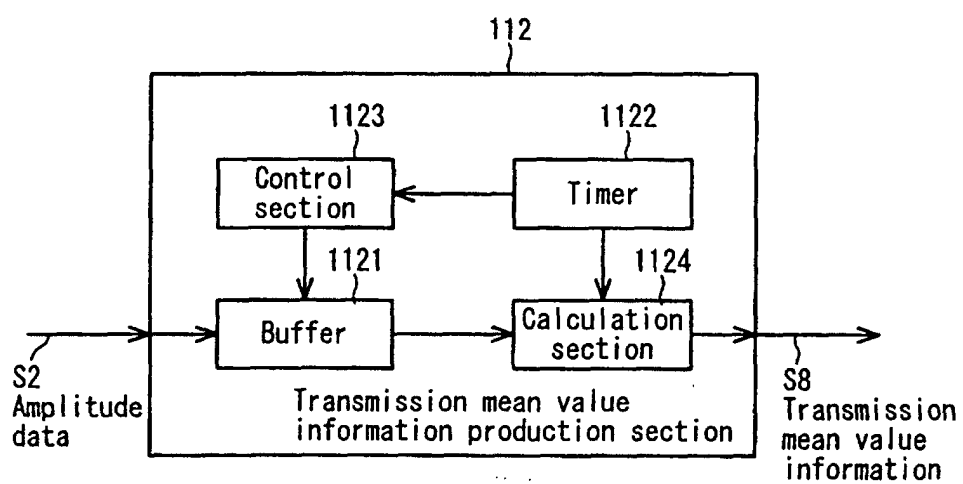 112
1123
1122
Control
section
Timer
1121
1124
Buffer
Calculation
section
S2
Amplitude
data
Transmission mean value
information production section
S8
Transmission
mean value
information